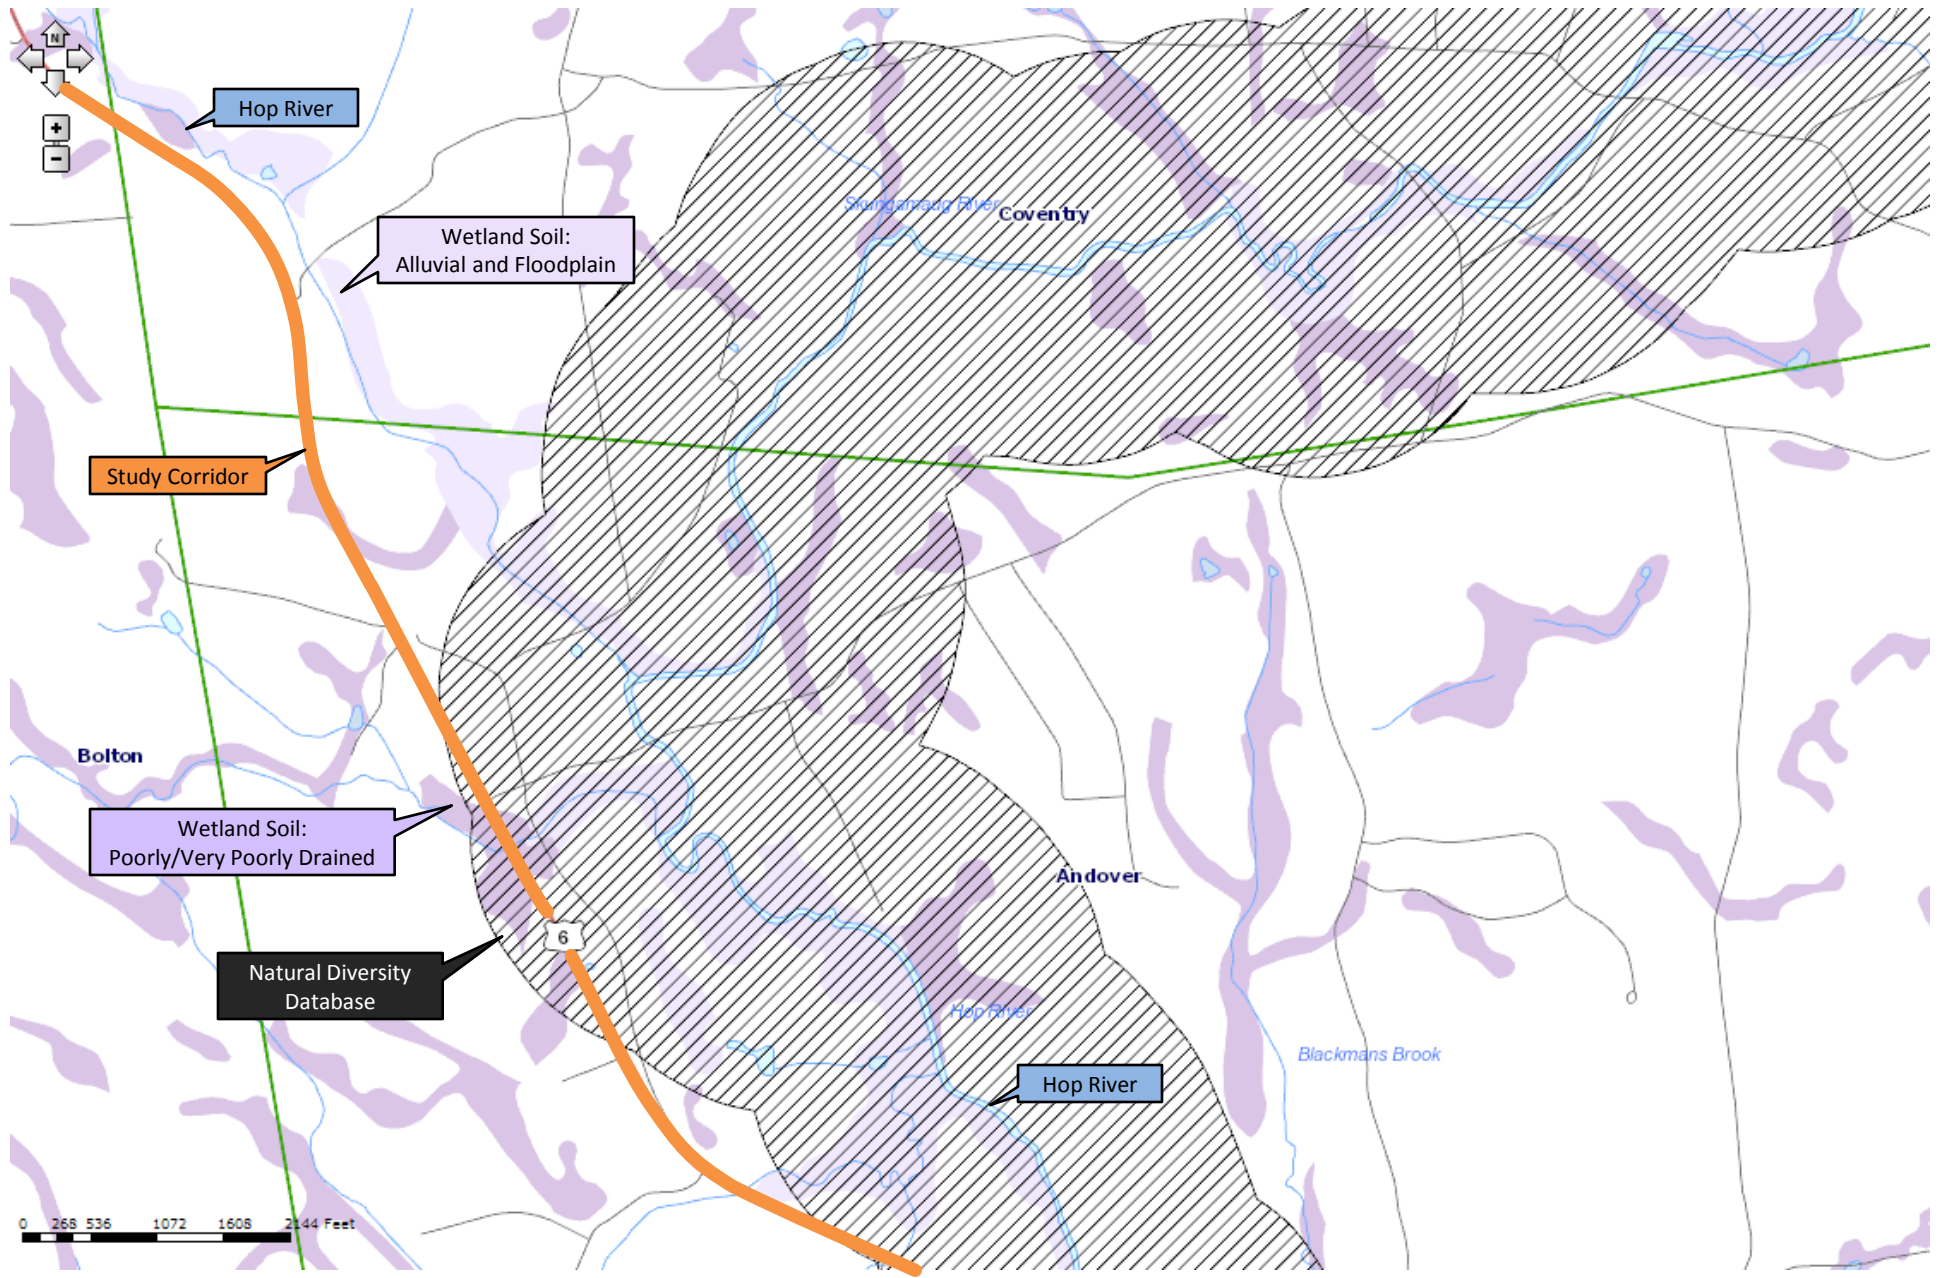 N
+
−
Hop River
Wetland Soil:
Alluvial and Floodplain
Skungamaug River
Coventry
Study Corridor
Bolton
Wetland Soil:
Poorly/Very Poorly Drained
Andover
6
Natural Diversity
Database
Hop River
Blackmans Brook
Hop River
0 268 536 1072 1608 2144 Feet